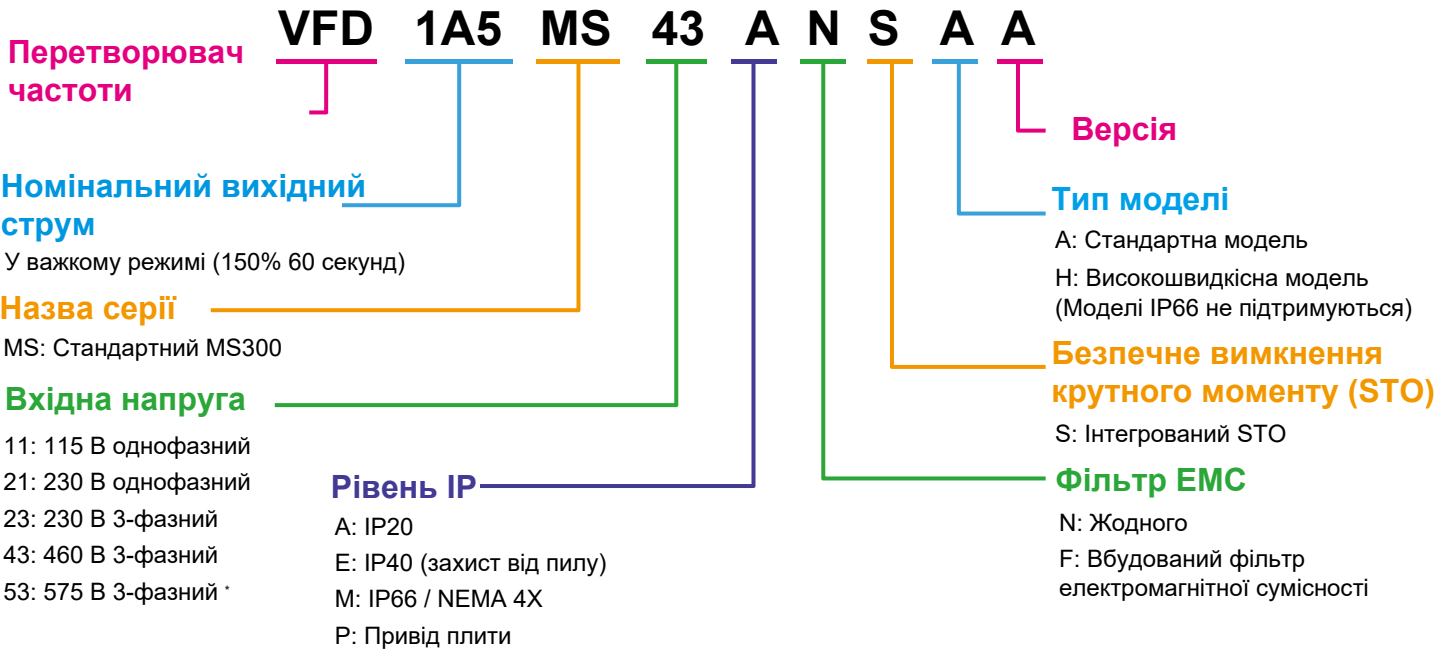 VFD 1A5 MS 43 A N S A A
Перетворювач
частоти
Номінальний вихідний
струм
У важкому режимі (150% 60 секунд)
Назва серії
MS: Стандартний MS300
Вхідна напруга
11: 115 В однофазний
21: 230 В однофазний
23: 230 В 3-фазний
43: 460 В 3-фазний
53: 575 В 3-фазний *
Рівень IP
A: IP20
E: IP40 (захист від пилу)
M: IP66 / NEMA 4X
P: Привід плити
Версія
Тип моделі
A: Стандартна модель
H: Високошвидкісна модель
(Моделі IP66 не підтримуються)
Безпечне вимкнення
крутного моменту (STO)
S: Інтегрований STO
Фільтр EMC
N: Жодного
F: Вбудований фільтр
електромагнітної сумісності